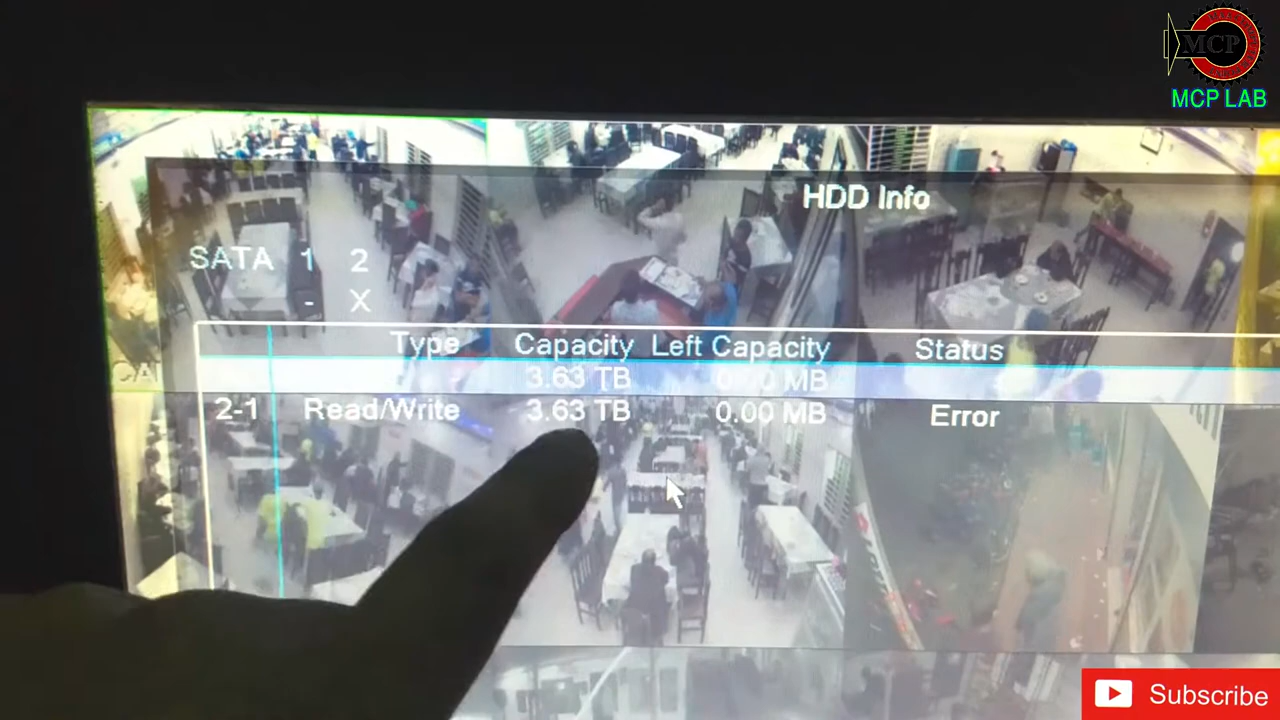 MCP
MCP LAB
HDD Info
SATA 1 2
- X
Type Capacity Left Capacity Status
3.63 TB MB
2-1 Read/Write 3.63 TB 0.00 MB Error
Subscribe